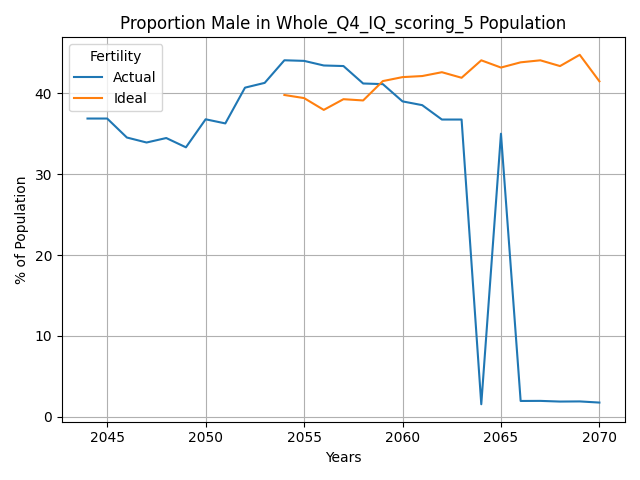 Proportion Male in Whole_Q4_IQ_scoring_5 Population
Fertility
Actual
Ideal
% of Population
40
30
20
10
0
2045 2050 2055 2060 2065 2070
Years